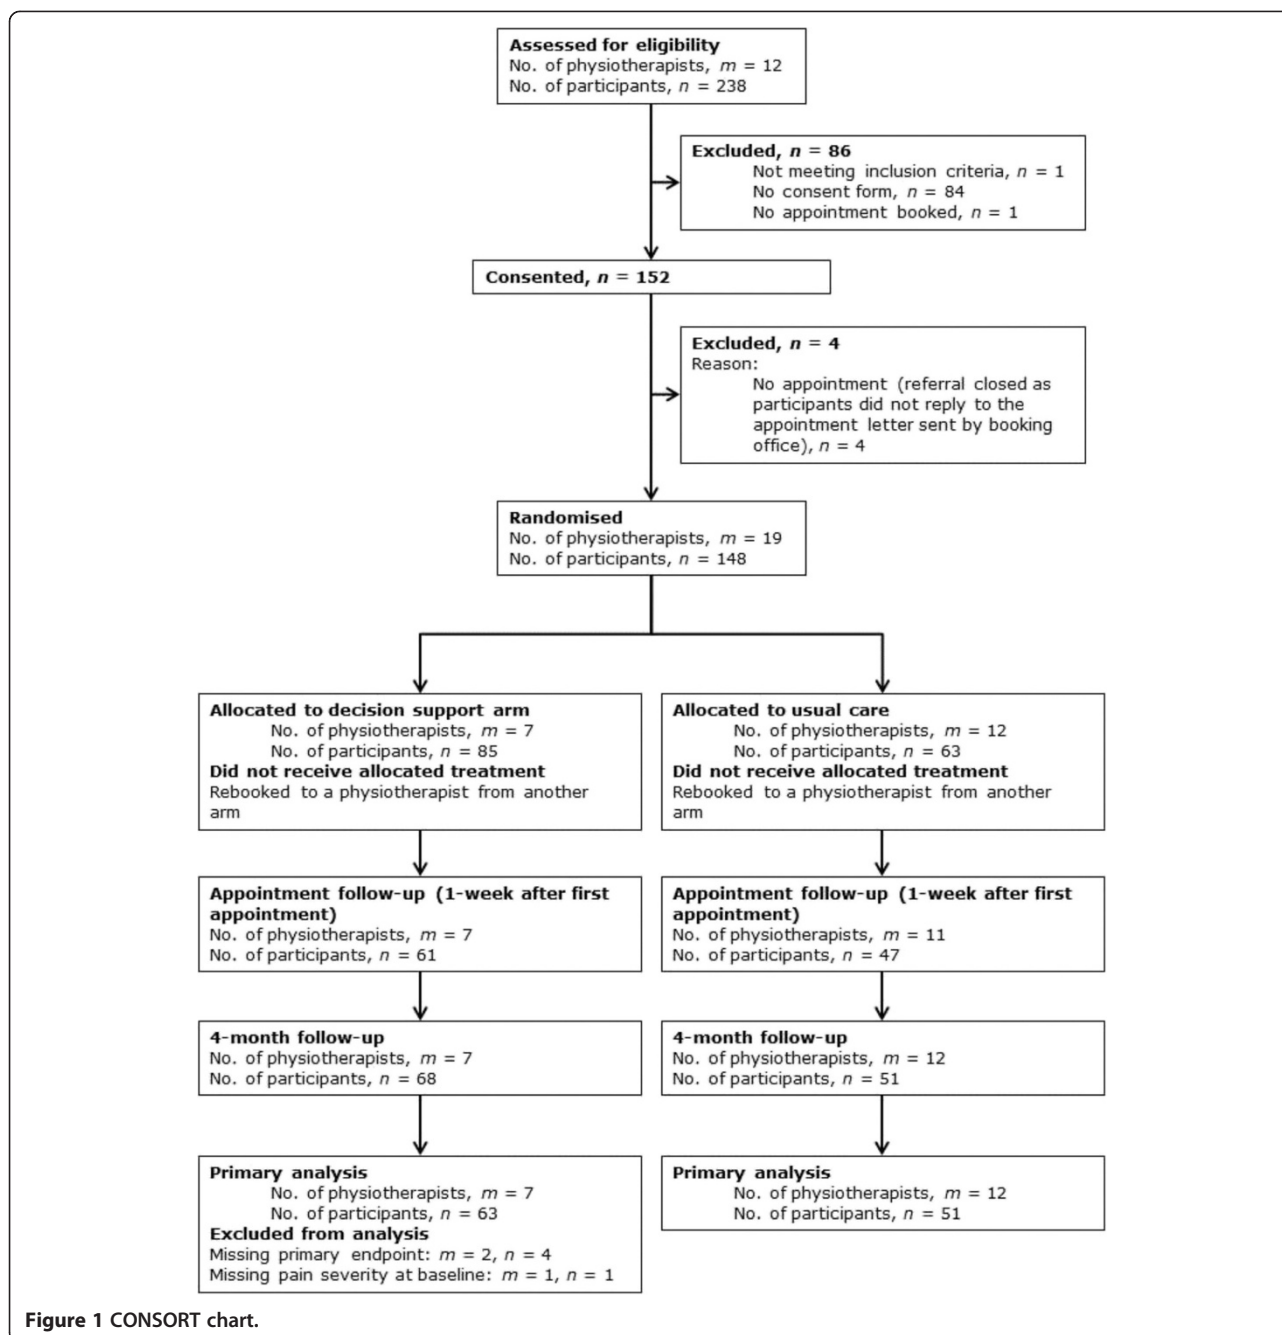 Assessed for eligibility
No. of physiotherapists, m = 12
No. of participants, n = 238
Excluded, n = 86
Not meeting inclusion criteria, n = 1
No consent form, n = 84
No appointment booked, n = 1
Consented, n = 152
Excluded, n = 4
Reason:
No appointment (referral closed as
participants did not reply to the
appointment letter sent by booking
office), n = 4
Randomised
No. of physiotherapists, m = 19
No. of participants, n = 148
Allocated to decision support arm
No. of physiotherapists, m = 7
No. of participants, n = 85
Did not receive allocated treatment
Rebooked to a physiotherapist from another
arm
Allocated to usual care
No. of physiotherapists, m = 12
No. of participants, n = 63
Did not receive allocated treatment
Rebooked to a physiotherapist from another
arm
Appointment follow-up (1-week after first
appointment)
No. of physiotherapists, m = 7
No. of participants, n = 61
Appointment follow-up (1-week after first
appointment)
No. of physiotherapists, m = 11
No. of participants, n = 47
4-month follow-up
No. of physiotherapists, m = 7
No. of participants, n = 68
4-month follow-up
No. of physiotherapists, m = 12
No. of participants, n = 51
Primary analysis
No. of physiotherapists, m = 7
No. of participants, n = 63
Excluded from analysis
Missing primary endpoint: m = 2, n = 4
Missing pain severity at baseline: m = 1, n = 1
Primary analysis
No. of physiotherapists, m = 12
No. of participants, n = 51
Figure 1 CONSORT chart.